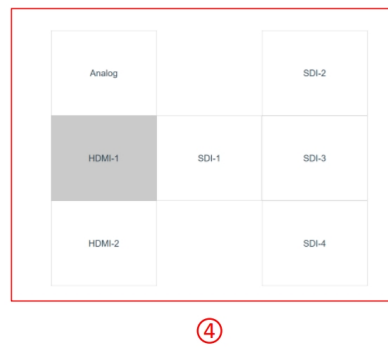 Analog SDI-2
HDMI-1 SDI-1 SDI-3
HDMI-2 SDI-4
④